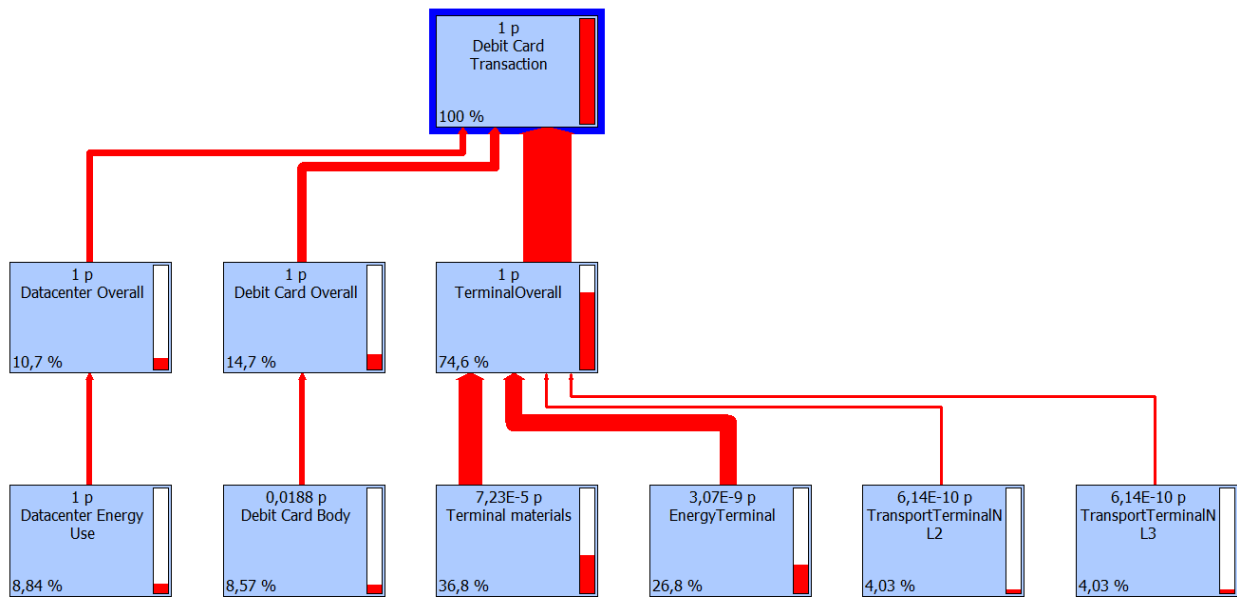 1 p
Debit Card
Transaction
100 %
1 p
Datacenter Overall
10,7 %
1 p
Debit Card Overall
14,7 %
1 p
TerminalOverall
74,6 %
1 p
Datacenter Energy
Use
8,84 %
0,0188 p
Debit Card Body
8,57 %
7,23E-5 p
Terminal materials
36,8 %
3,07E-9 p
EnergyTerminal
26,8 %
6,14E-10 p
TransportTerminalN
L2
4,03 %
6,14E-10 p
TransportTerminalN
L3
4,03 %